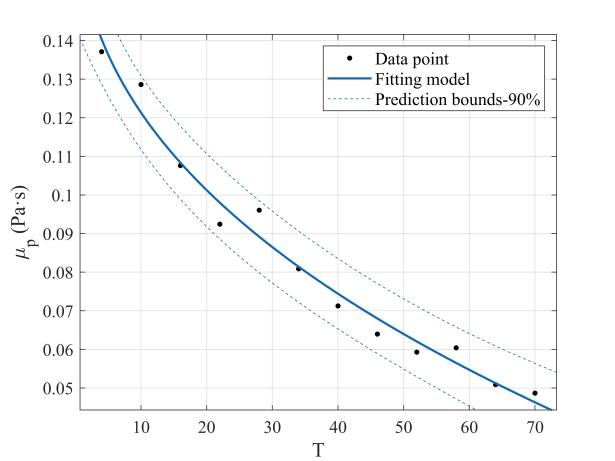 0.14
0.13
0.12
0.11
0.1
0.09
0.08
0.07
0.06
0.05
μp (Pa·s)
Data point
Fitting model
Prediction bounds-90%
10 20 30 40 50 60 70
T